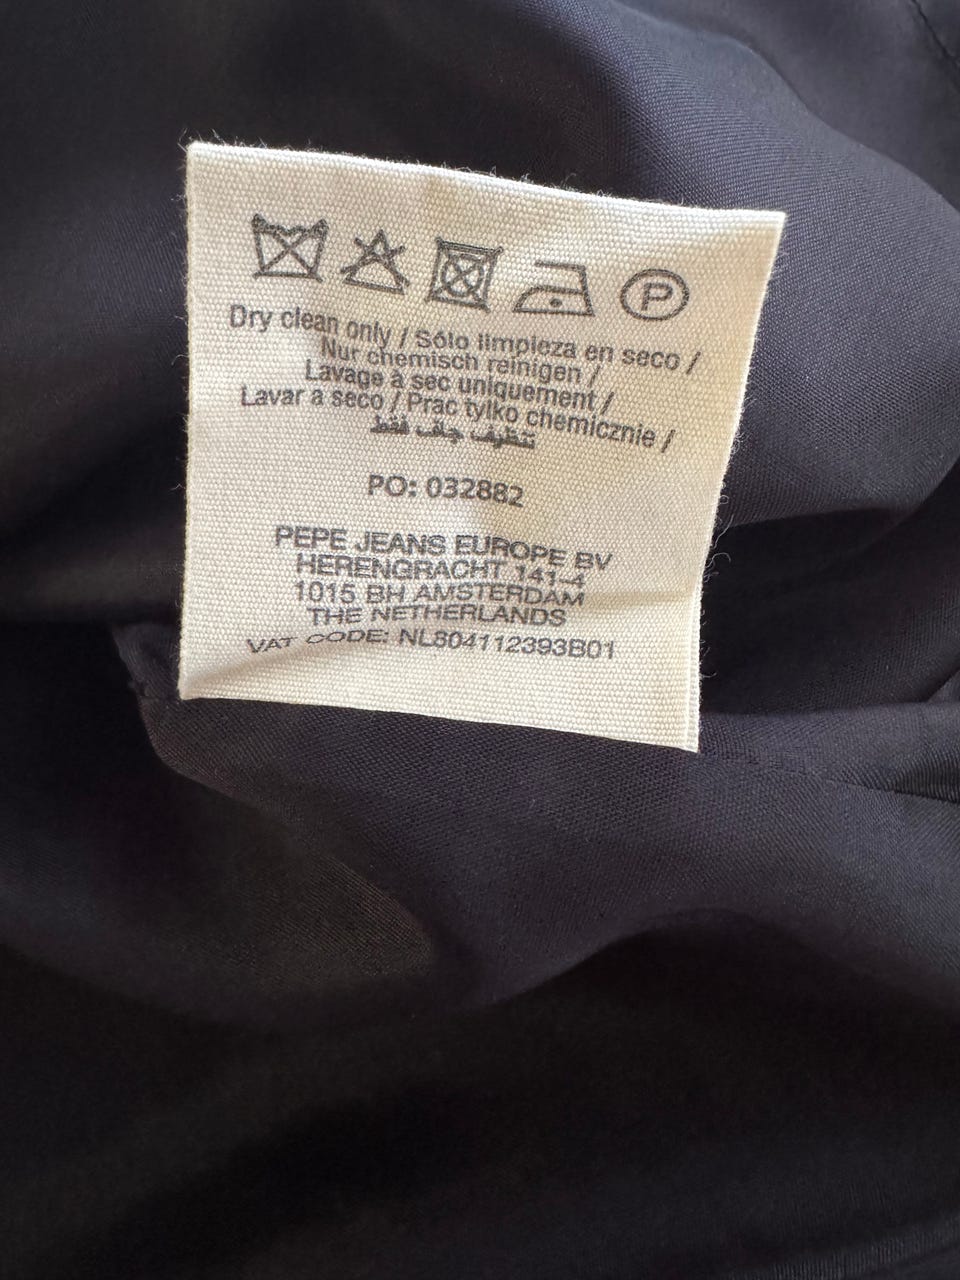 P
Dry clean only / Sólo limpieza en seco /
Nur chemisch reinigen /
Lavage à sec uniquement /
Lavar a seco / Prac tylko chemicznie /
تنظيف جاف فقط
PO: 032882
PEPE JEANS EUROPE BV
HERENGRACHT 141-4
1015 BH AMSTERDAM
THE NETHERLANDS
VAT CODE: NL804112393B01